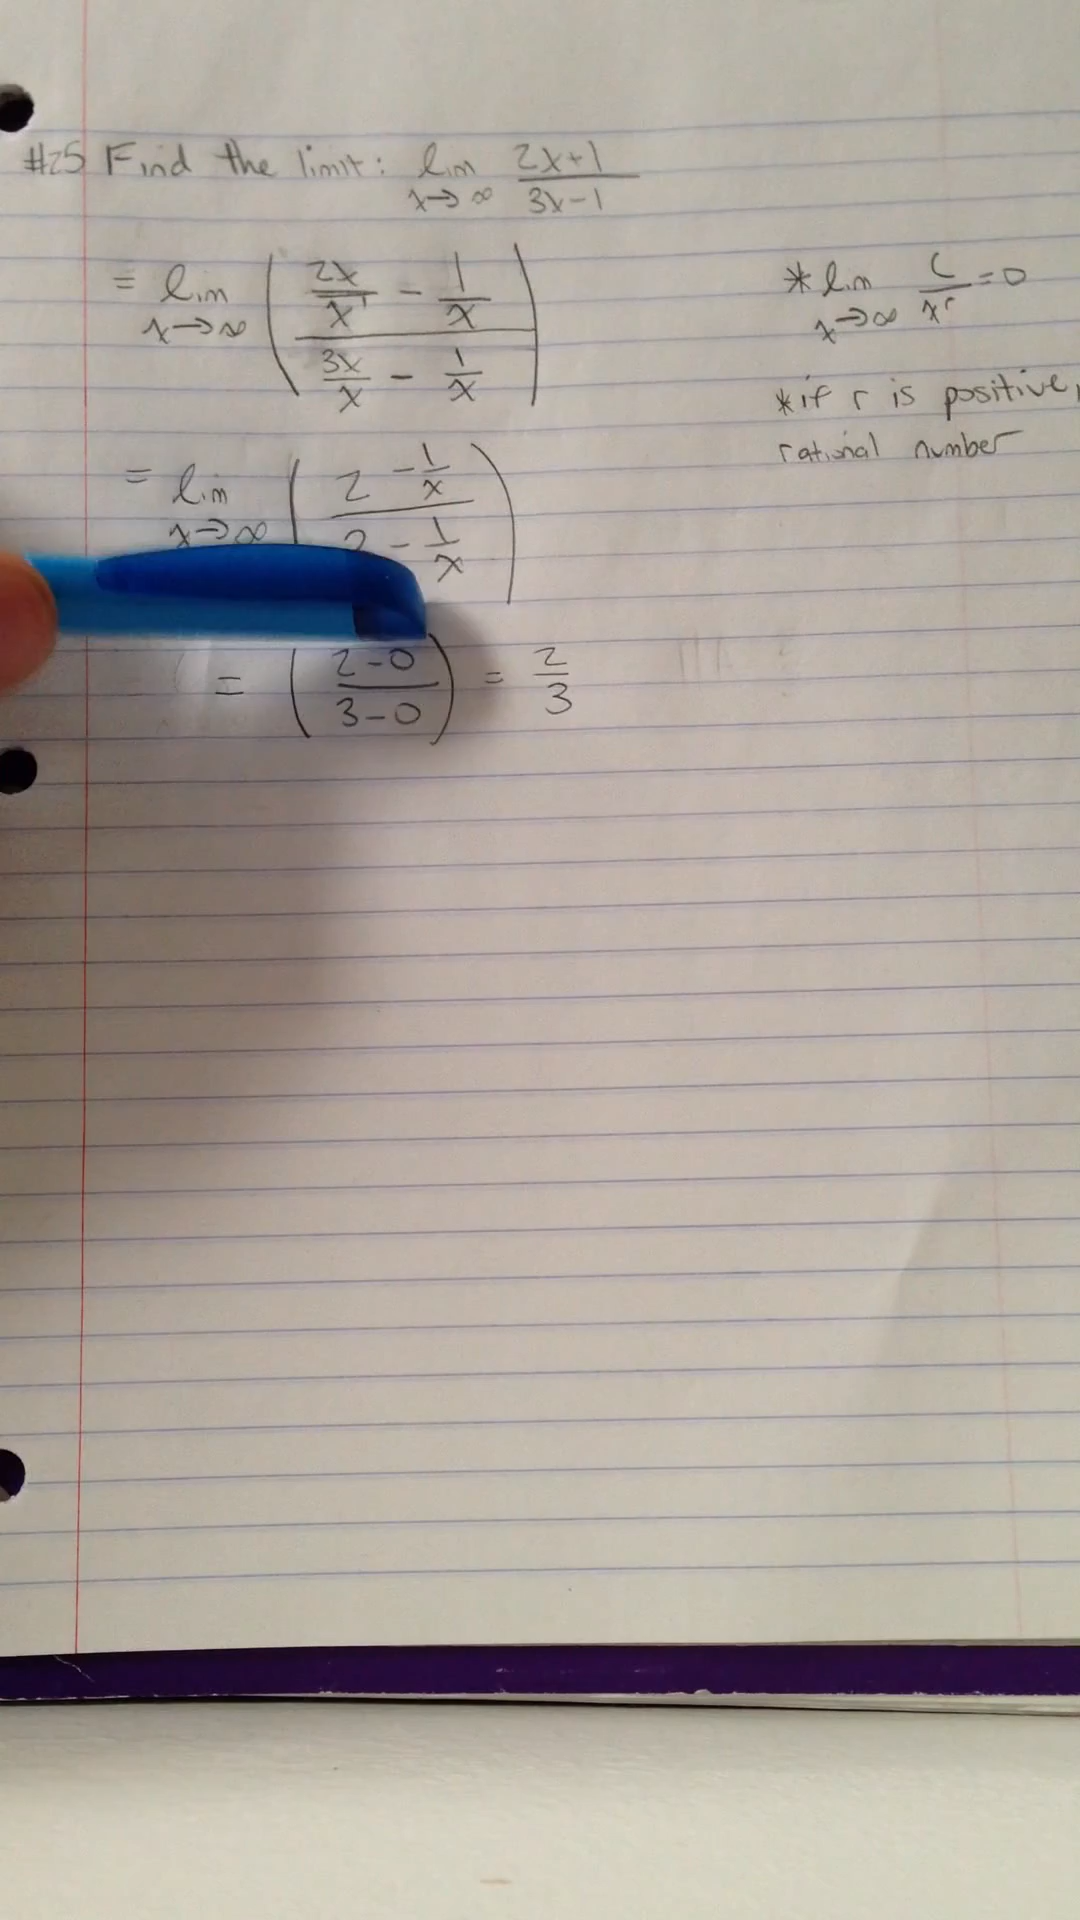 #25 Find the limit: lim x→∞ (2x+1)/(3x-1)
= lim x→∞ ((2x/x - 1/x)/(3x/x - 1/x))
* lim x→∞ c/x^r = 0
* if r is positive,
rational number
= lim x→∞ ((2 - 1/x)/( - 1/x))
= ((2-0)/(3-0)) = 2/3